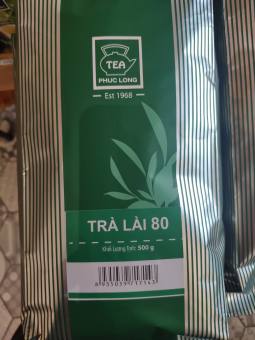 TEA
PHUC LONG
Est 1968
TRÀ LÀI 80
Khối Lượng Tịnh: 500 g